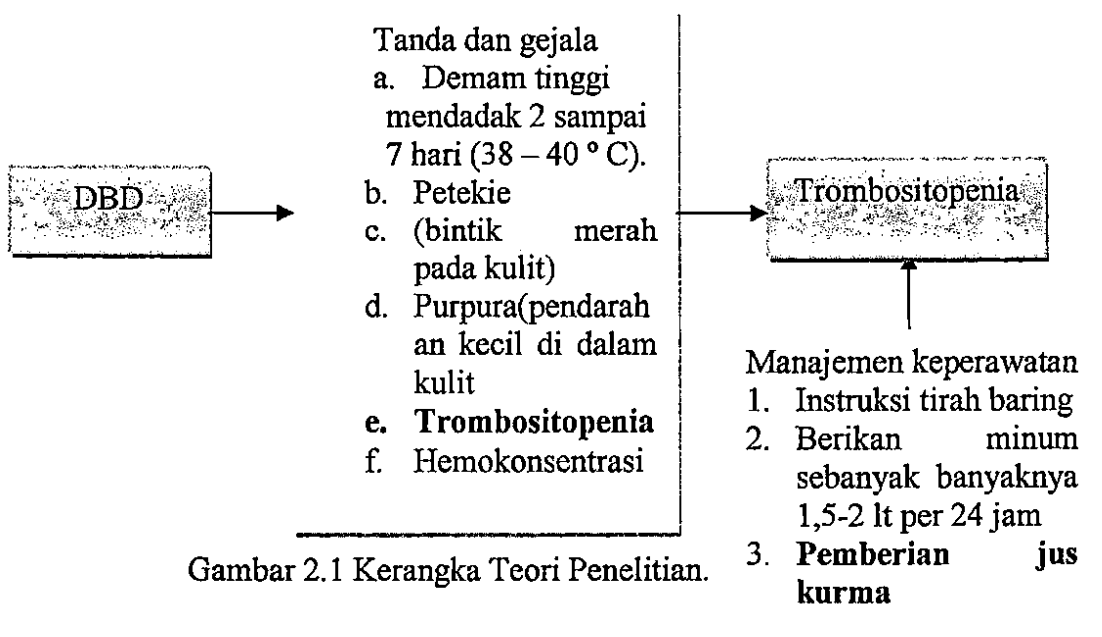 DBD
Tanda dan gejala
a. Demam tinggi
mendadak 2 sampai
7 hari (38 – 40 ° C).
b. Petekie
c. (bintik merah
pada kulit)
d. Purpura(pendarah
an kecil di dalam
kulit
e. Trombositopenia
f. Hemokonsentrasi
Trombositopenia
Manajemen keperawatan
1. Instruksi tirah baring
2. Berikan minum
sebanyak banyaknya
1,5-2 lt per 24 jam
3. Pemberian jus
kurma
Gambar 2.1 Kerangka Teori Penelitian.